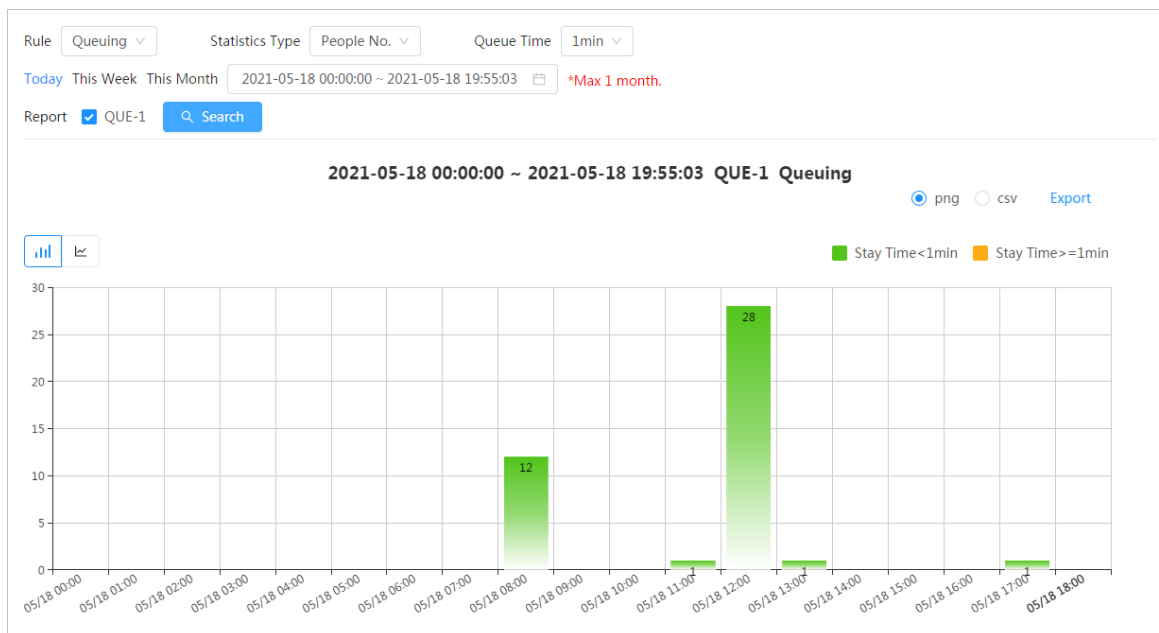 Rule Queuing Statistics Type People No. Queue Time 1min
Today This Week This Month 2021-05-18 00:00:00 ~ 2021-05-18 19:55:03 *Max 1 month.
Report QUE-1 Search
2021-05-18 00:00:00 ~ 2021-05-18 19:55:03 QUE-1 Queuing
png csv Export
Stay Time<1min Stay Time>=1min
30
28
25
20
15
12
10
5
0
1 1 1
05/18 00:00 05/18 01:00 05/18 02:00 05/18 03:00 05/18 04:00 05/18 05:00 05/18 06:00 05/18 07:00 05/18 08:00 05/18 09:00 05/18 10:00 05/18 11:00 05/18 12:00 05/18 13:00 05/18 14:00 05/18 15:00 05/18 16:00 05/18 17:00 05/18 18:00